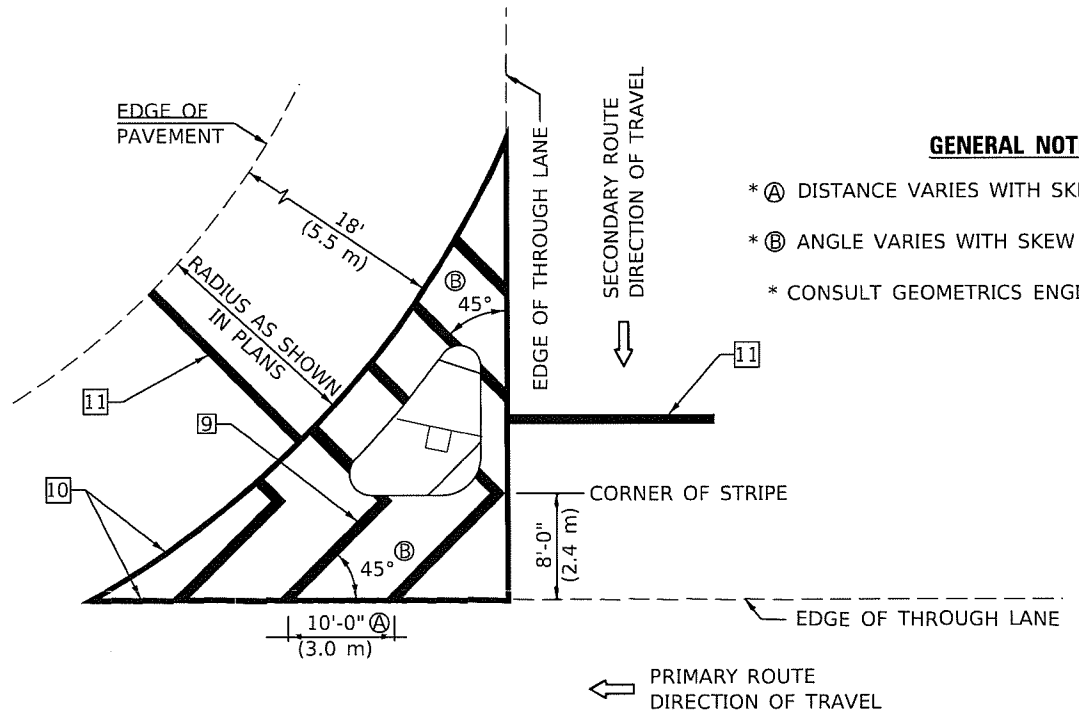 EDGE OF
PAVEMENT
18'
(5.5 m)
RADIUS AS SHOWN
IN PLANS
11
9
10
Ⓑ
45°
EDGE OF THROUGH LANE
SECONDARY ROUTE
DIRECTION OF TRAVEL
GENERAL NOT
* Ⓐ DISTANCE VARIES WITH SK
* Ⓑ ANGLE VARIES WITH SKEW
* CONSULT GEOMETRICS ENG
11
CORNER OF STRIPE
8'-0"
(2.4 m)
45° Ⓑ
10'-0" Ⓐ
(3.0 m)
EDGE OF THROUGH LANE
PRIMARY ROUTE
DIRECTION OF TRAVEL